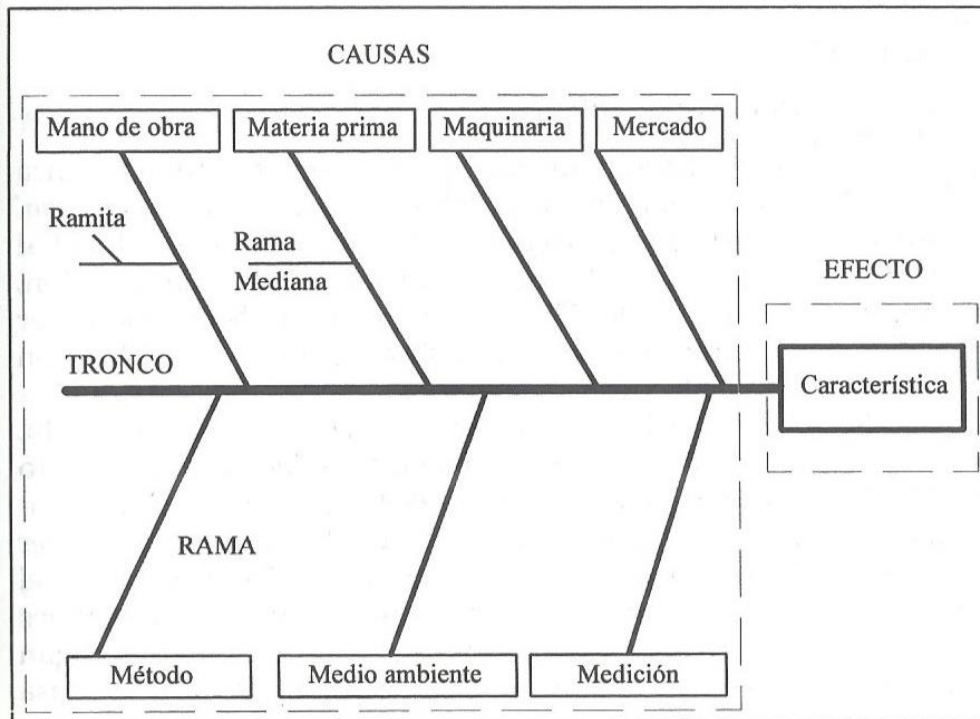 CAUSAS
Mano de obra
Materia prima
Maquinaria
Mercado
Ramita
Rama
Mediana
EFECTO
TRONCO
Característica
RAMA
Método
Medio ambiente
Medición